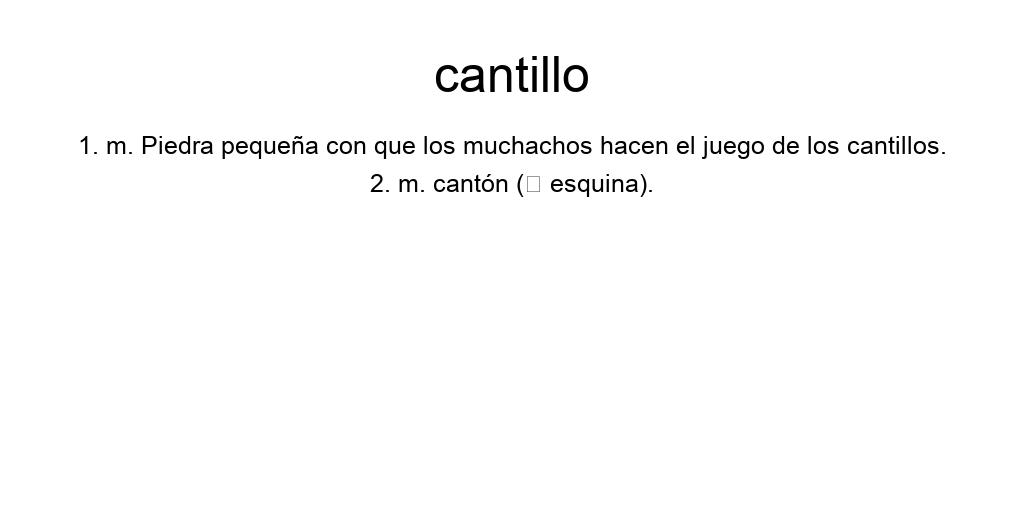 cantillo
1. m. Piedra pequeña con que los muchachos hacen el juego de los cantillos.
2. m. cantón (□ esquina).